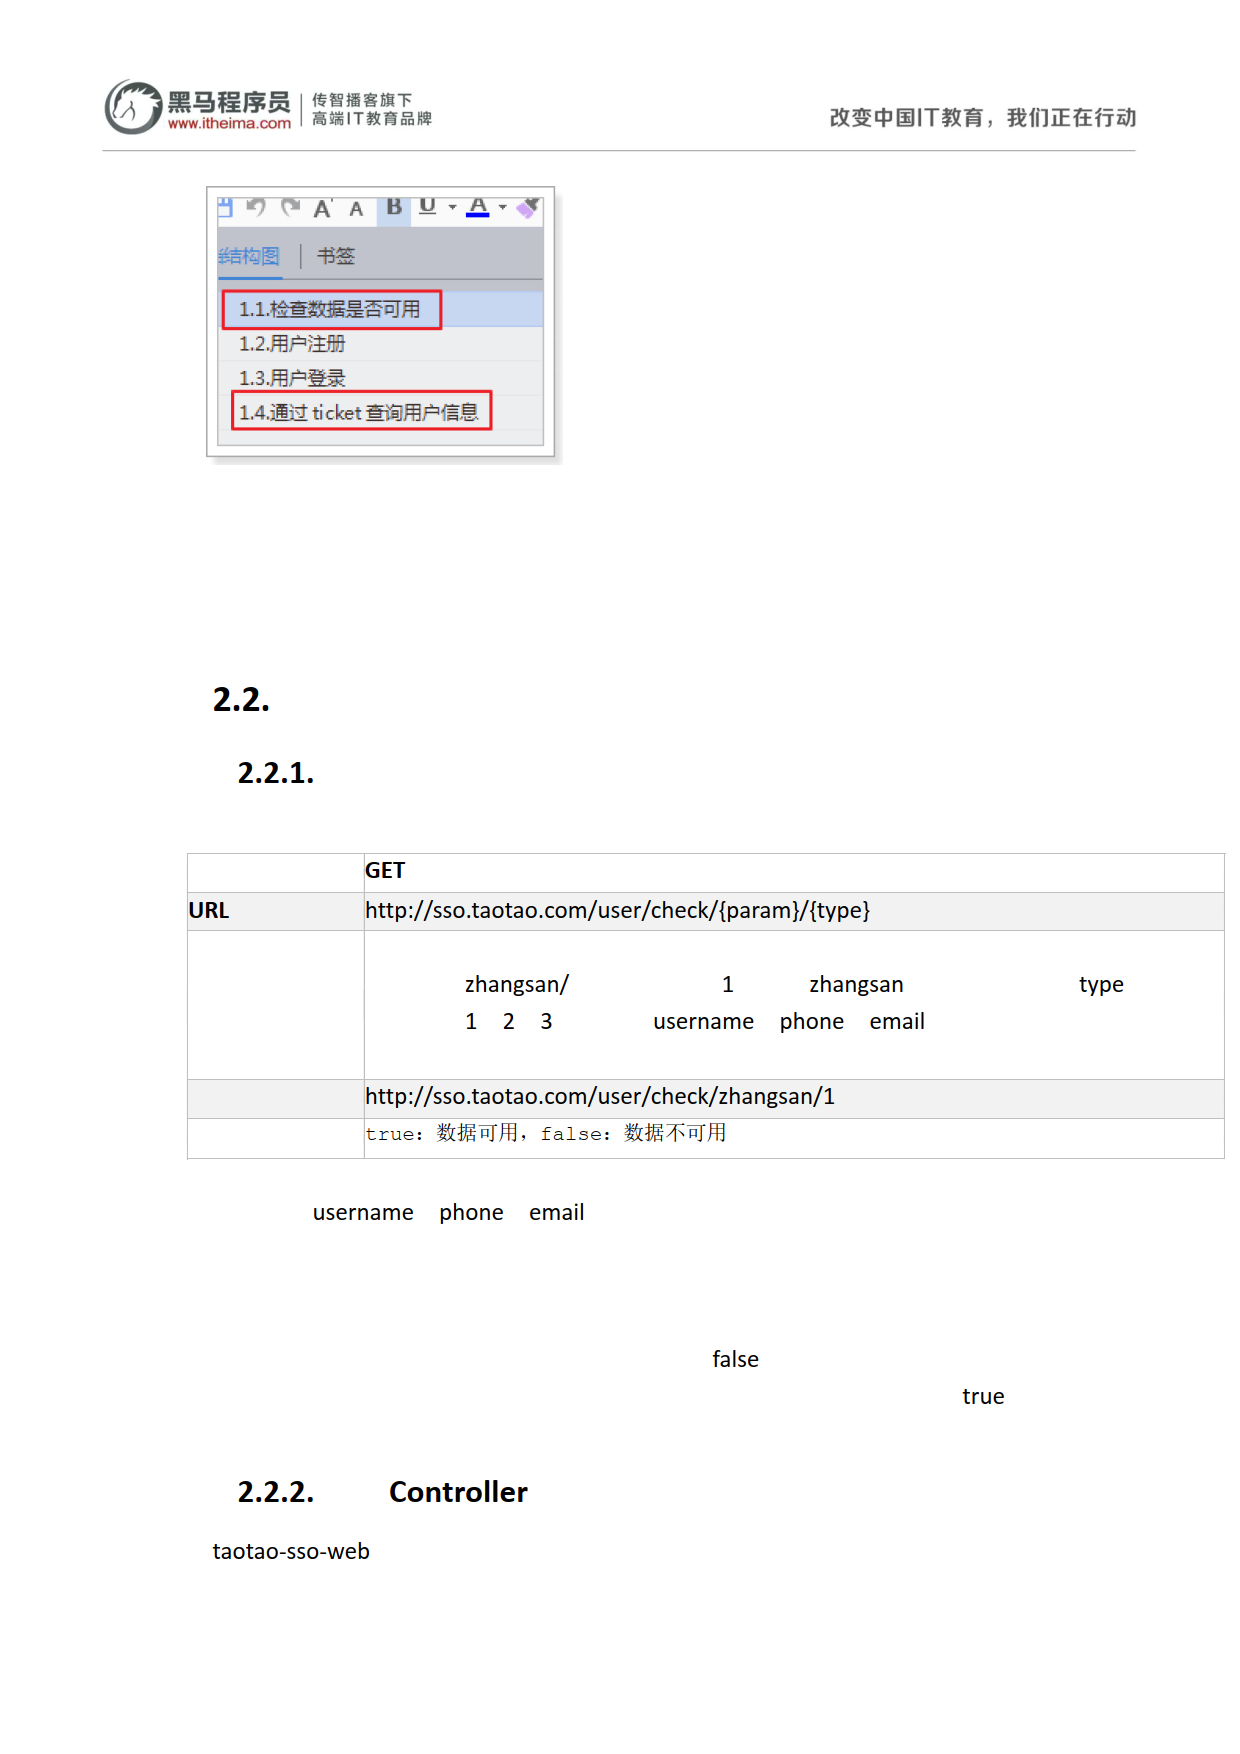 黑马程序员 传智播客旗下
www.itheima.com 高端IT教育品牌
改变中国IT教育，我们正在行动
A A B U A
结构图 书签
1.1.检查数据是否可用
1.2.用户注册
1.3.用户登录
1.4.通过 ticket 查询用户信息
2.2.
2.2.1.
GET
URL http://sso.taotao.com/user/check/{param}/{type}
zhangsan/ 1 zhangsan type
1 2 3 username phone email
http://sso.taotao.com/user/check/zhangsan/1
true：数据可用，false：数据不可用
username phone email
false
true
2.2.2. Controller
taotao-sso-web